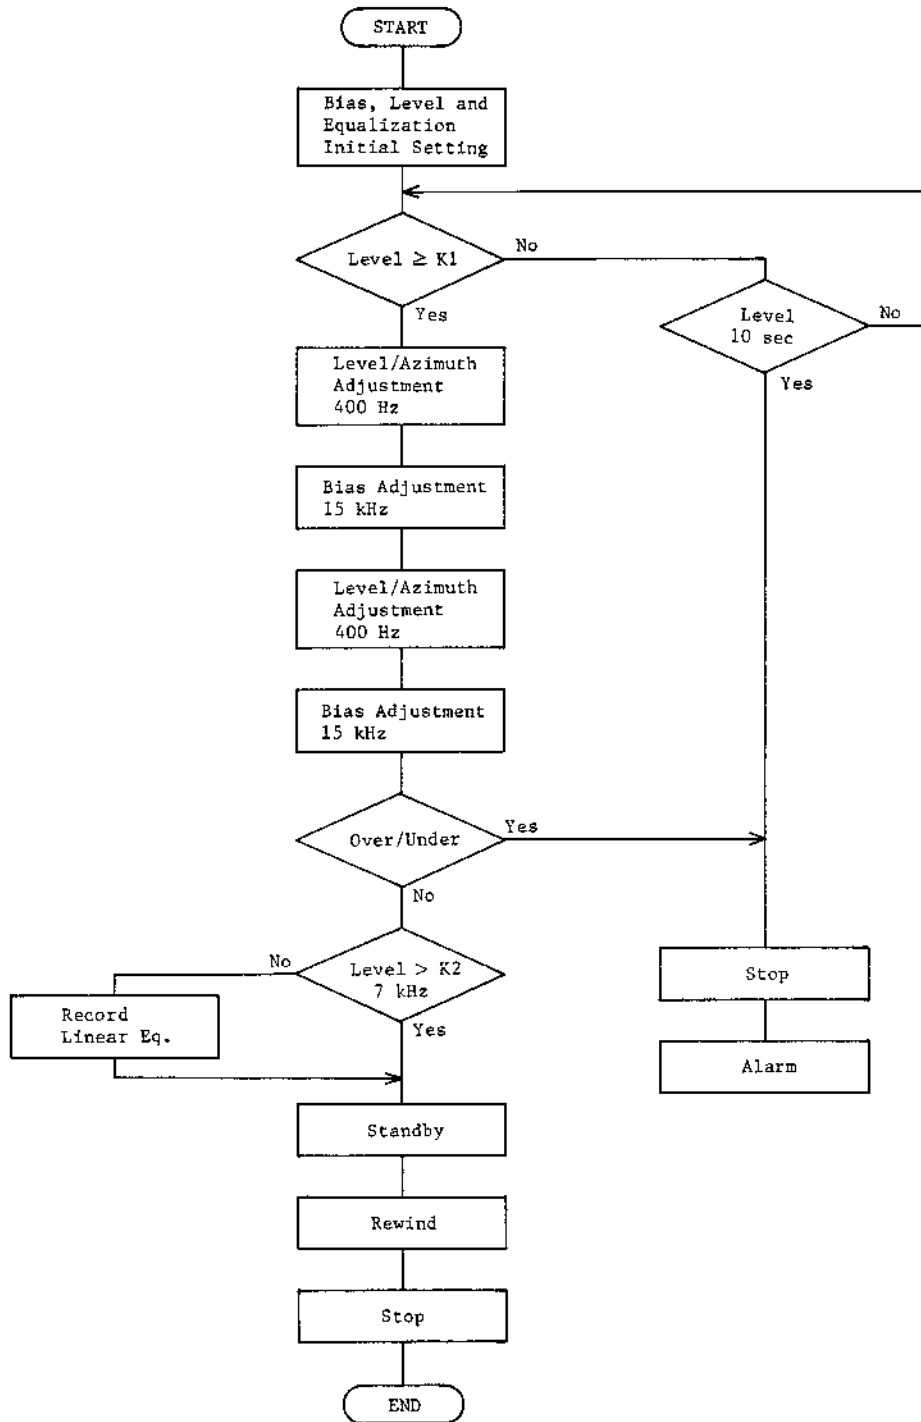 START
Bias, Level and
Equalization
Initial Setting
Level ≥ K1
No
Yes
Level
10 sec
No
Yes
Level/Azimuth
Adjustment
400 Hz
Bias Adjustment
15 kHz
Level/Azimuth
Adjustment
400 Hz
Bias Adjustment
15 kHz
Over/Under
Yes
No
Level > K2
7 kHz
No
Yes
Record
Linear Eq.
Stop
Alarm
Standby
Rewind
Stop
END